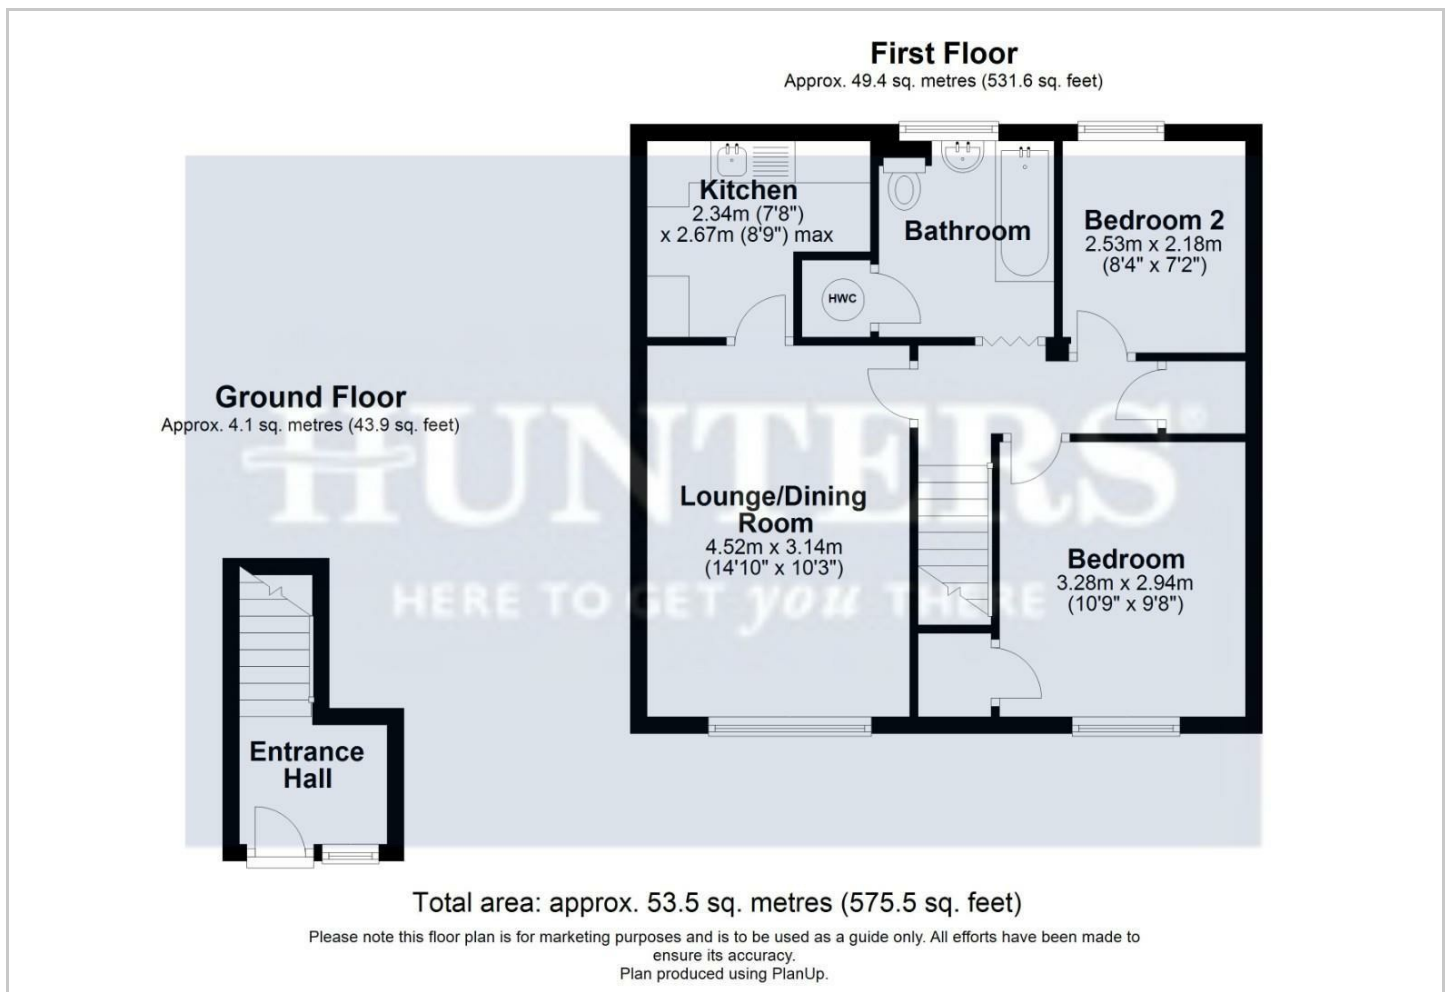 First Floor
Approx. 49.4 sq. metres (531.6 sq. feet)
Kitchen
2.34m (7'8")
x 2.67m (8'9") max
Bathroom
Bedroom 2
2.53m x 2.18m
(8'4" x 7'2")
HWC
Ground Floor
Approx. 4.1 sq. metres (43.9 sq. feet)
HUNTERS®
Lounge/Dining
Room
4.52m x 3.14m
(14'10" x 10'3")
Bedroom
3.28m x 2.94m
(10'9" x 9'8")
HERE TO GET you THERE
Entrance
Hall
Total area: approx. 53.5 sq. metres (575.5 sq. feet)
Please note this floor plan is for marketing purposes and is to be used as a guide only. All efforts have been made to
ensure its accuracy.
Plan produced using PlanUp.